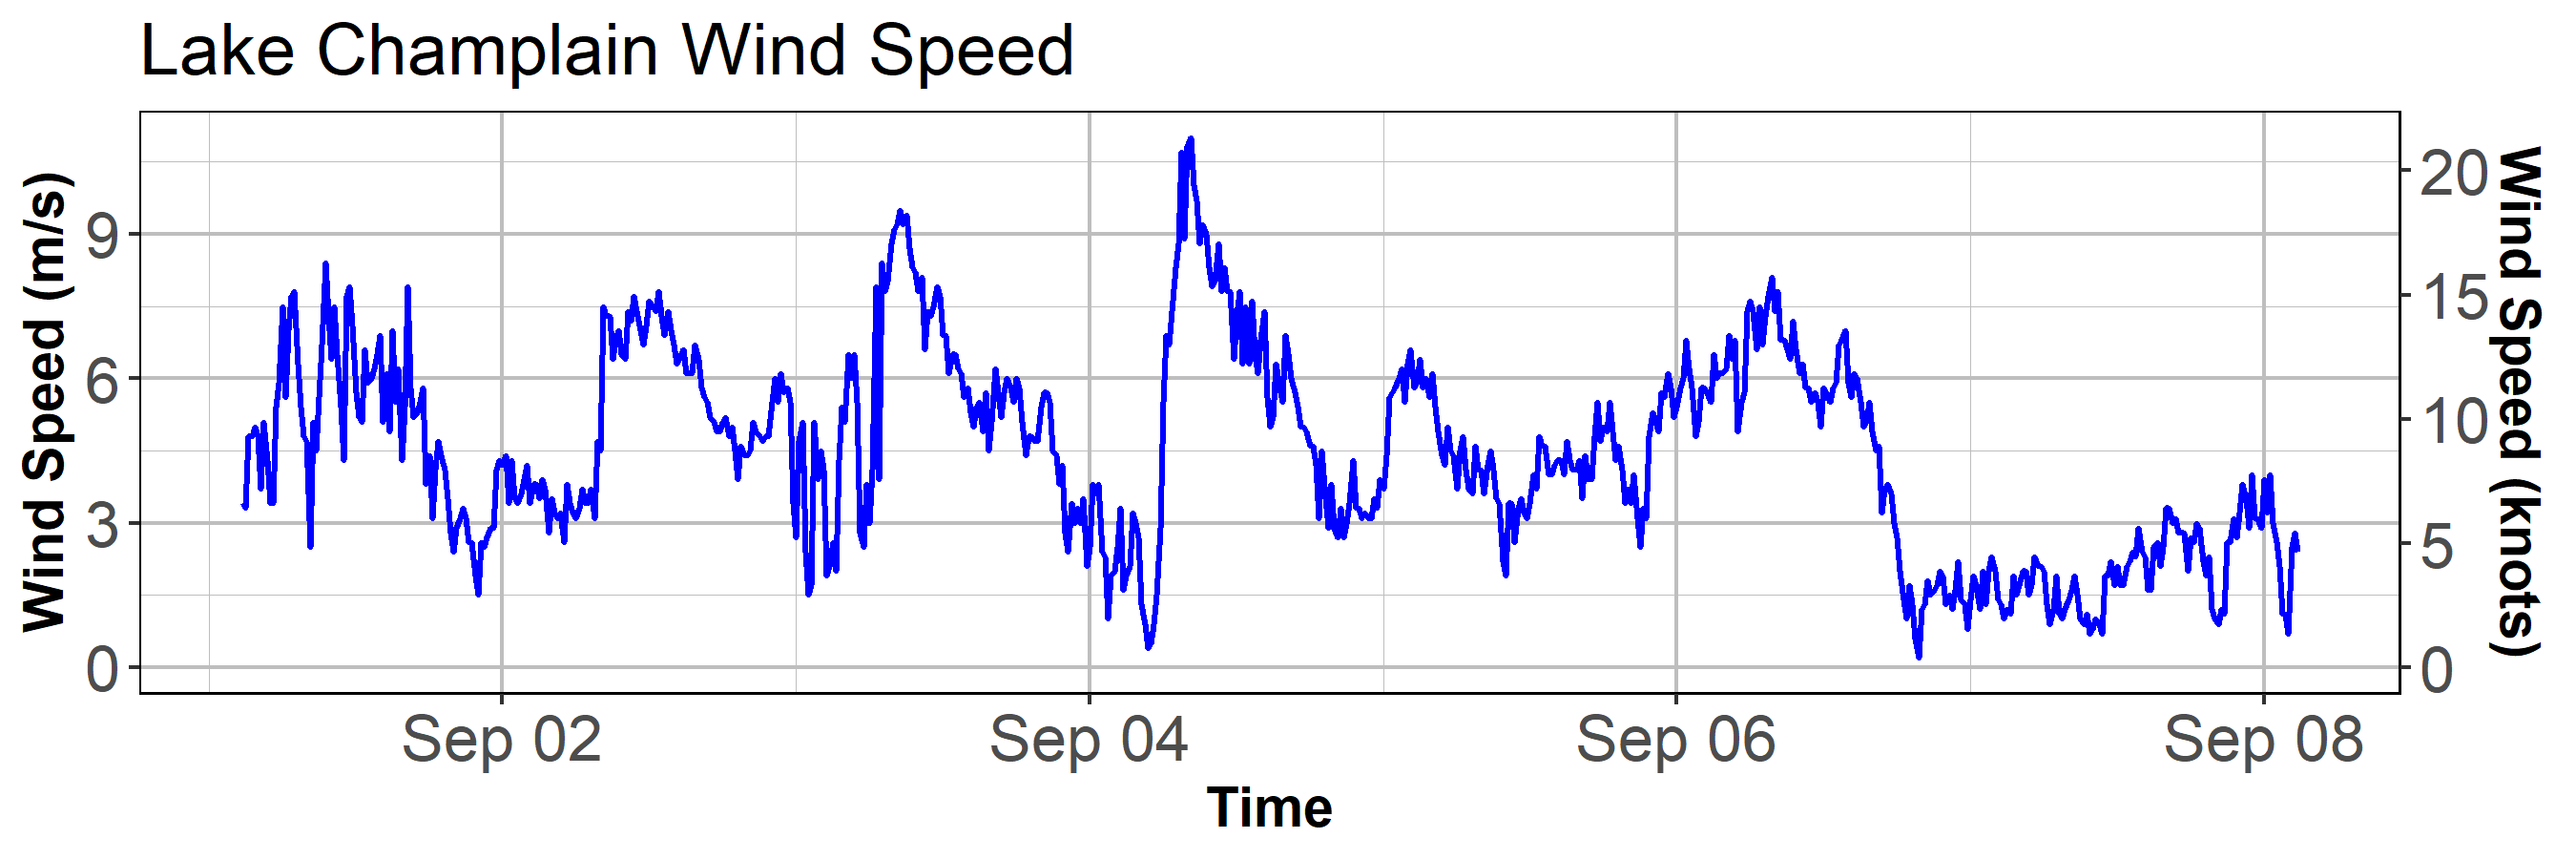 Lake Champlain Wind Speed
Wind Speed (m/s)
9
6
3
0
20
15
10
5
0
Wind Speed (knots)
Sep 02 Sep 04 Sep 06 Sep 08
Time